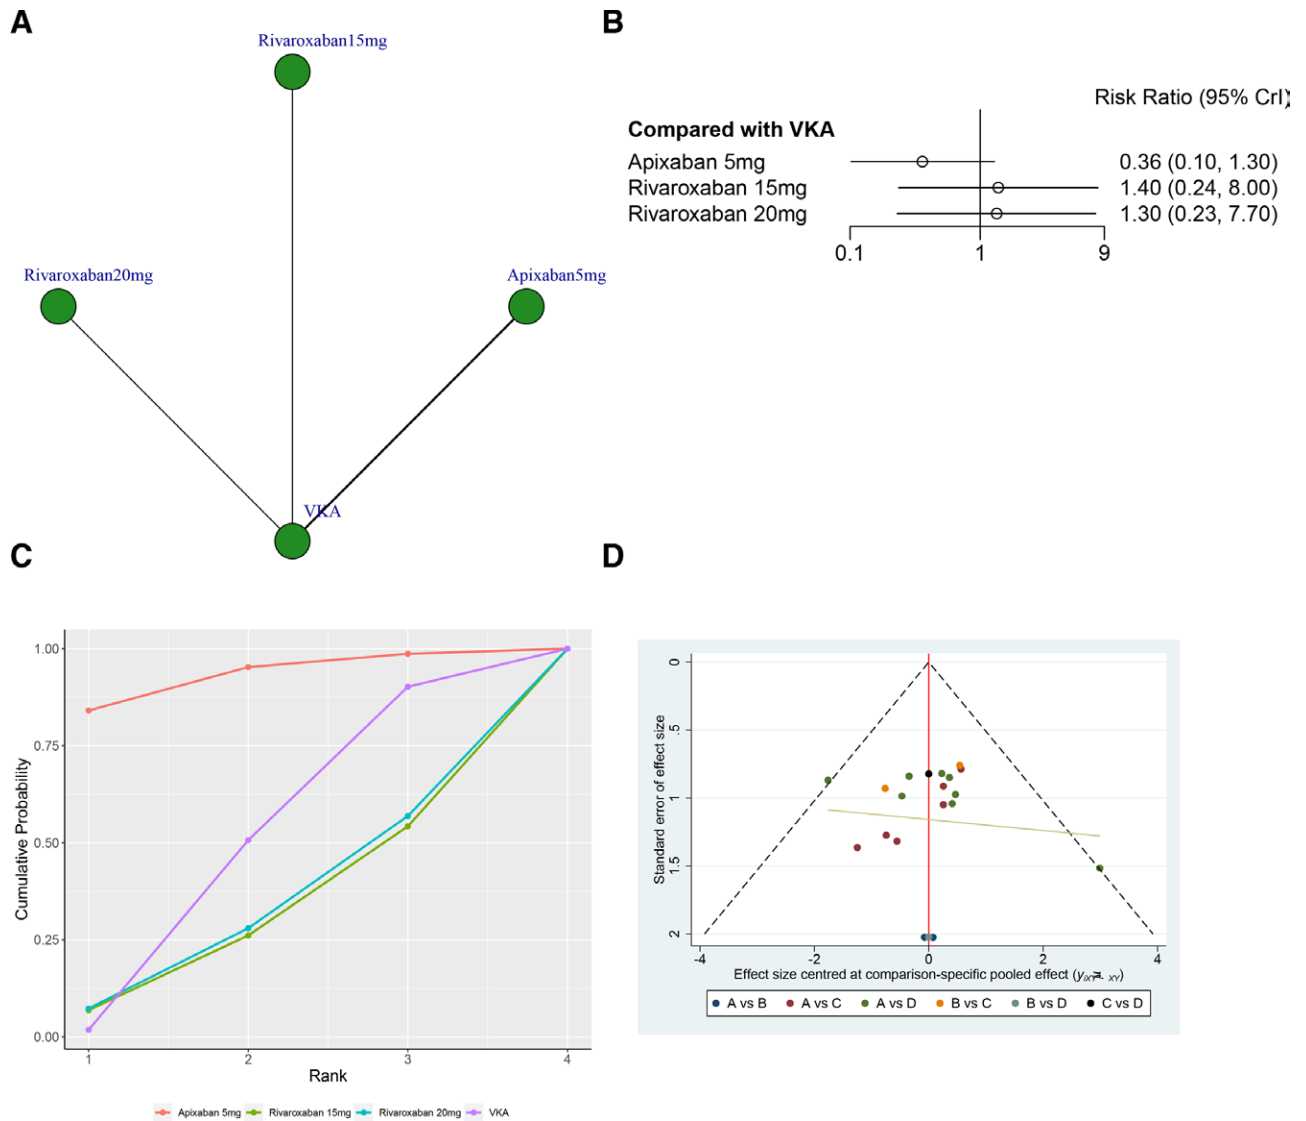 A
Rivaroxaban15mg
Rivaroxaban20mg
Apixaban5mg
VKA
B
Risk Ratio (95% CrI)
Compared with VKA
Apixaban 5mg 0.36 (0.10, 1.30)
Rivaroxaban 15mg 1.40 (0.24, 8.00)
Rivaroxaban 20mg 1.30 (0.23, 7.70)
0.1 1 9
C
Cumulative Probability
1.00
0.75
0.50
0.25
0.00
1 2 3 4
Rank
Apixaban 5mg Rivaroxaban 15mg Rivaroxaban 20mg VKA
D
Standard error of effect size
0
.5
1
1.5
2
-4 -2 0 2 4
Effect size centred at comparison-specific pooled effect (yiXY XY)
A vs B A vs C A vs D B vs C B vs D C vs D